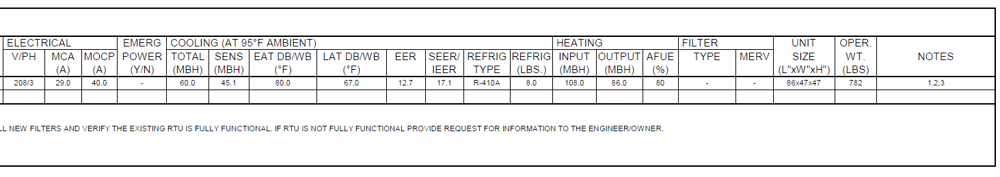 ELECTRICAL EMERG COOLING (AT 95°F AMBIENT) HEATING FILTER UNIT OPER.
V/PH MCA MOCP POWER TOTAL SENS EAT DB/WB LAT DB/WB EER SEER/ REFRIG REFRIG INPUT OUTPUT AFUE TYPE MERV SIZE WT. NOTES
(A) (A) (Y/N) (MBH) (MBH) (°F) (°F) IEER TYPE (LBS.) (MBH) (MBH) (%) (L"xW"xH") (LBS)
208/3 29.0 40.0 - 60.0 45.1 80.0 67.0 12.7 17.1 R-410A 8.0 108.0 86.0 80 - - 86x47x47 782 1,2,3
LL NEW FILTERS AND VERIFY THE EXISTING RTU IS FULLY FUNCTIONAL. IF RTU IS NOT FULLY FUNCTIONAL PROVIDE REQUEST FOR INFORMATION TO THE ENGINEER/OWNER.